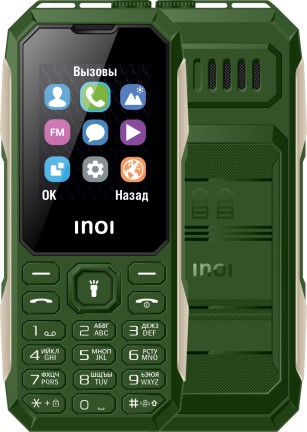 Вызовы
FM
OK
Назад
INOI
INOI
1
2 АБВГ ABC
3 ДЕЖЗ DEF
4 ИЙКЛ GHI
5 МНОП JKL
6 РСТУ MNO
7 ФХЦЧ PQRS
8 ШЩЪЫ TUV
9 ЬЭЮЯ WXYZ
* +
0
#